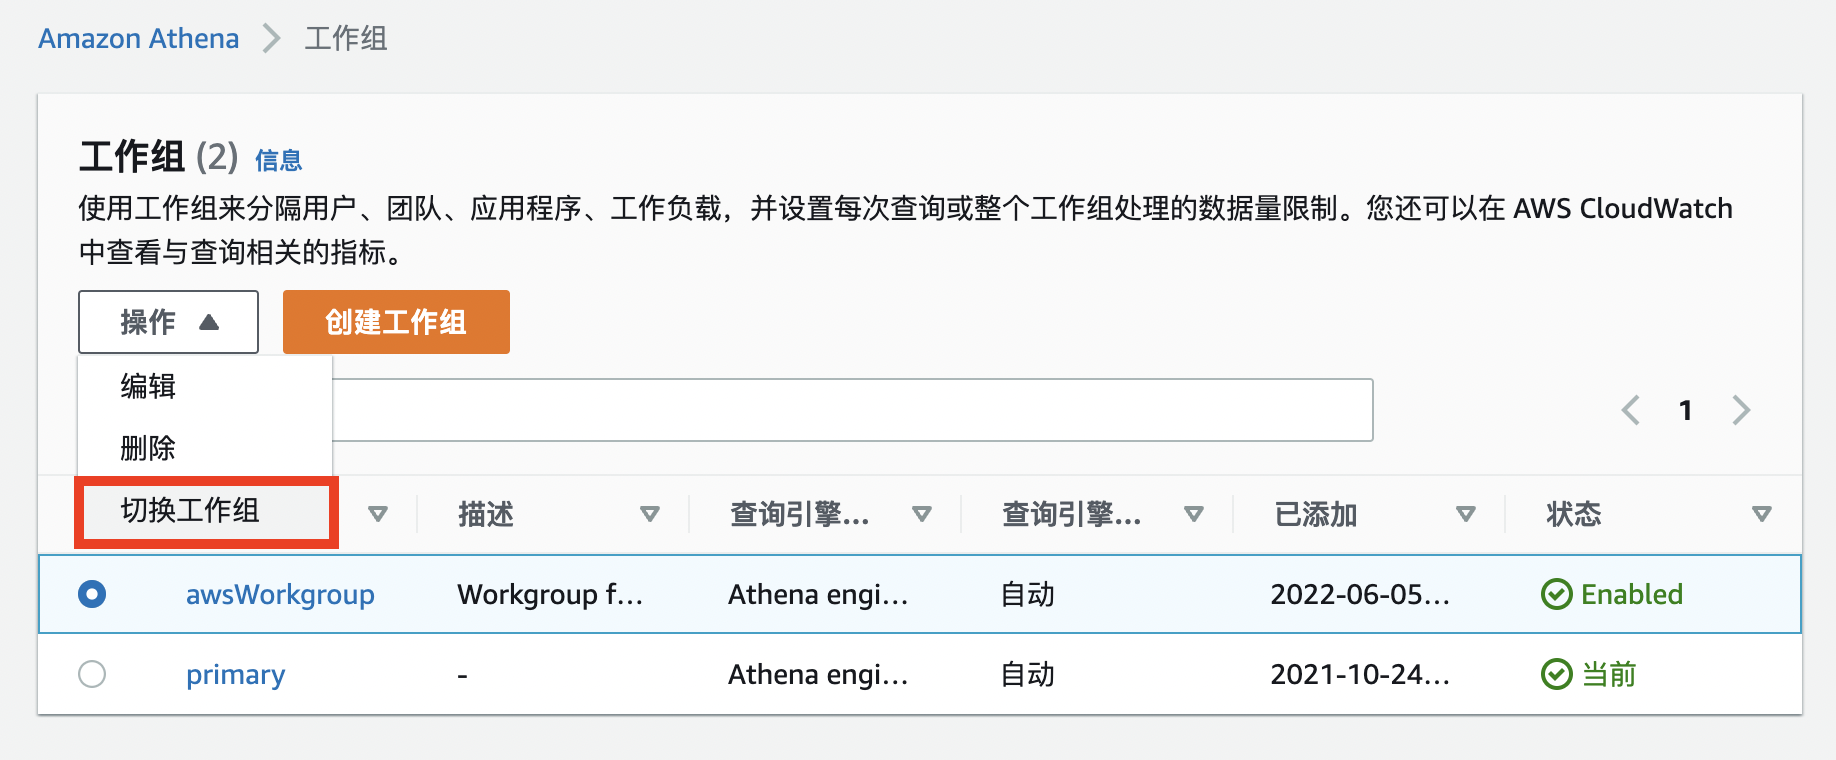 Amazon Athena > 工作组
工作组 (2) 信息
使用工作组来分隔用户、团队、应用程序、工作负载，并设置每次查询或整个工作组处理的数据量限制。您还可以在 AWS CloudWatch
中查看与查询相关的指标。
操作 创建工作组
编辑
1
删除
切换工作组 描述 查询引擎... 查询引擎... 已添加 状态
awsWorkgroup Workgroup f... Athena engi... 自动 2022-06-05... Enabled
primary - Athena engi... 自动 2021-10-24... 当前